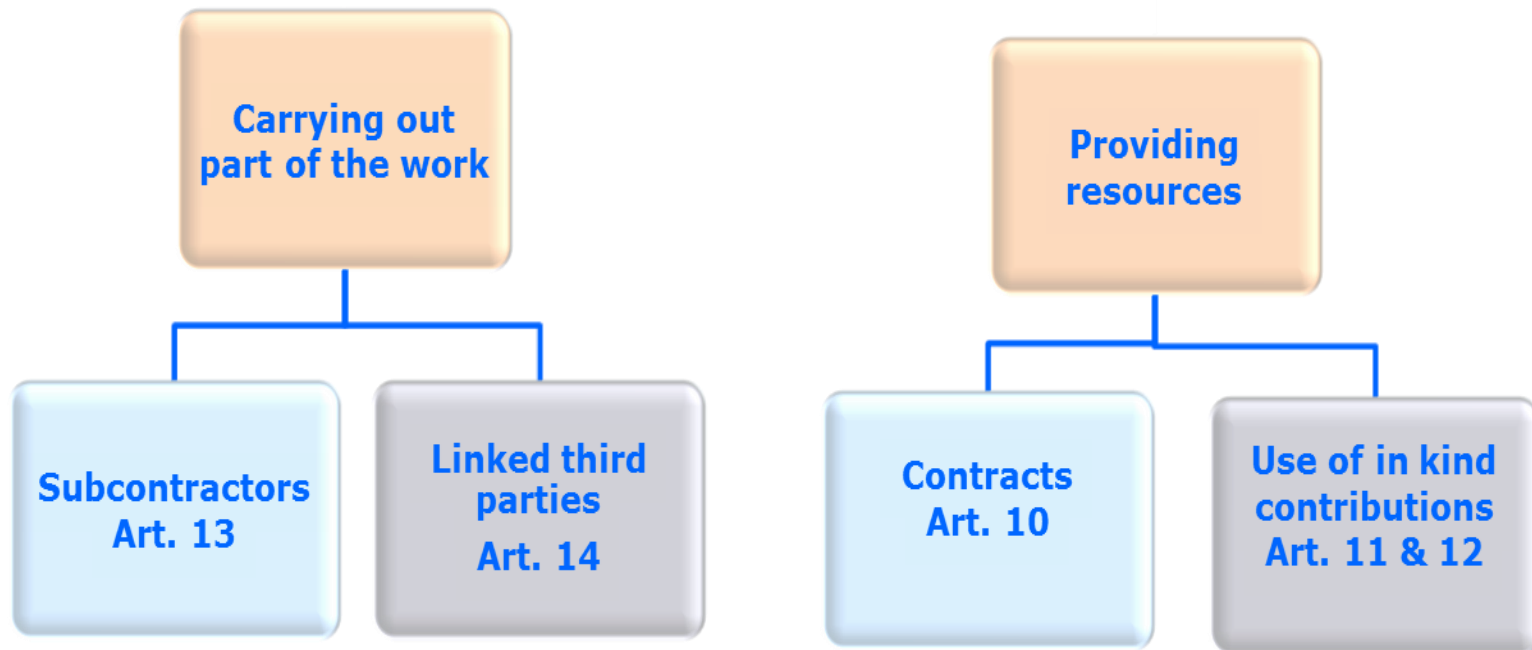 Carrying out
part of the work
Providing
resources
Subcontractors
Art. 13
Linked third
parties
Art. 14
Contracts
Art. 10
Use of in kind
contributions
Art. 11 & 12